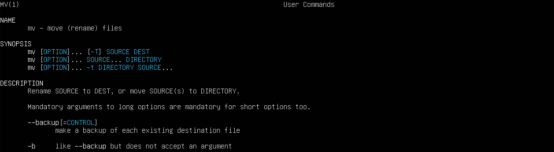 MV(1) User Commands
NAME
mv - move (rename) files
SYNOPSIS
mv [OPTION]... [-T] SOURCE DEST
mv [OPTION]... SOURCE... DIRECTORY
mv [OPTION]... -t DIRECTORY SOURCE...
DESCRIPTION
Rename SOURCE to DEST, or move SOURCE(s) to DIRECTORY.
Mandatory arguments to long options are mandatory for short options too.
--backup[=CONTROL]
make a backup of each existing destination file
-b like --backup but does not accept an argument